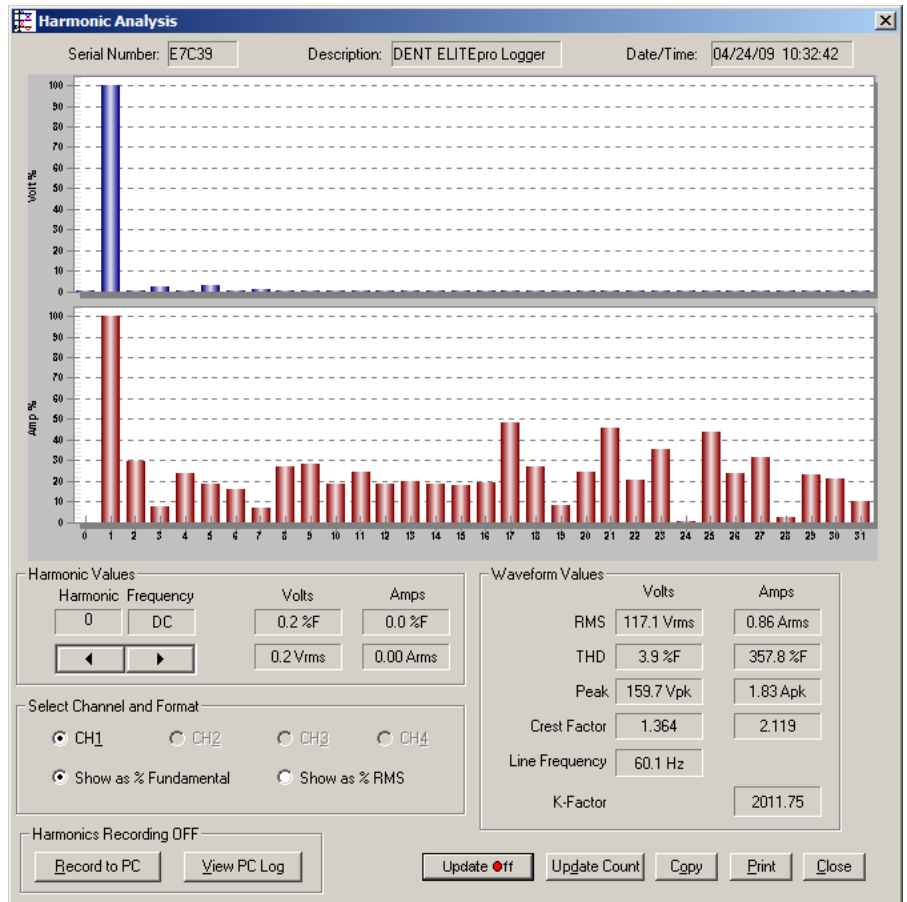 Harmonic Analysis
Serial Number: E7C39 Description: DENT ELITEpro Logger Date/Time: 04/24/09 10:32:42
Volt %
100
90
80
70
60
50
40
30
20
10
0
Amp %
100
90
80
70
60
50
40
30
20
10
0
0 1 2 3 4 5 6 7 8 9 10 11 12 13 14 15 16 17 18 19 20 21 22 23 24 25 26 27 28 29 30 31
Harmonic Values
Harmonic Frequency Volts Amps
0 DC 0.2 %F 0.0 %F
0.2 Vrms 0.00 Arms
Select Channel and Format
CH1 CH2 CH3 CH4
Show as % Fundamental Show as % RMS
Harmonics Recording OFF
Record to PC View PC Log
Waveform Values
Volts Amps
RMS 117.1 Vrms 0.86 Arms
THD 3.9 %F 357.8 %F
Peak 159.7 Vpk 1.83 Apk
Crest Factor 1.364 2.119
Line Frequency 60.1 Hz
K-Factor 2011.75
Update Off Update Count Copy Print Close